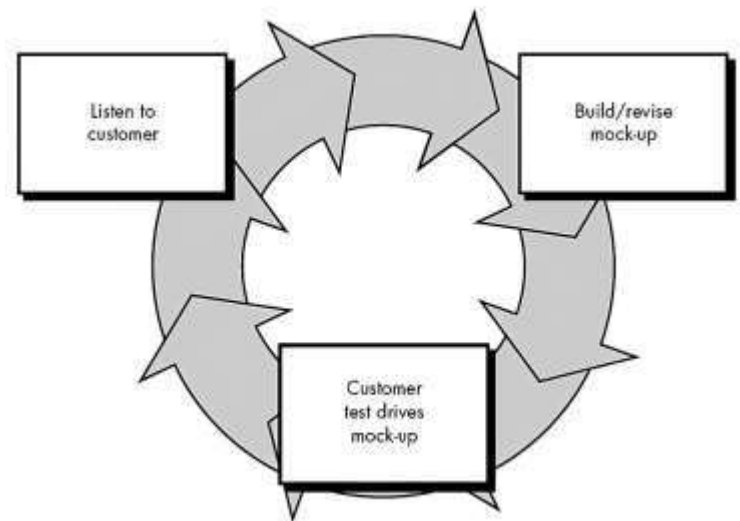 Listen to
customer
Build/revise
mock-up
Customer
test drives
mock-up